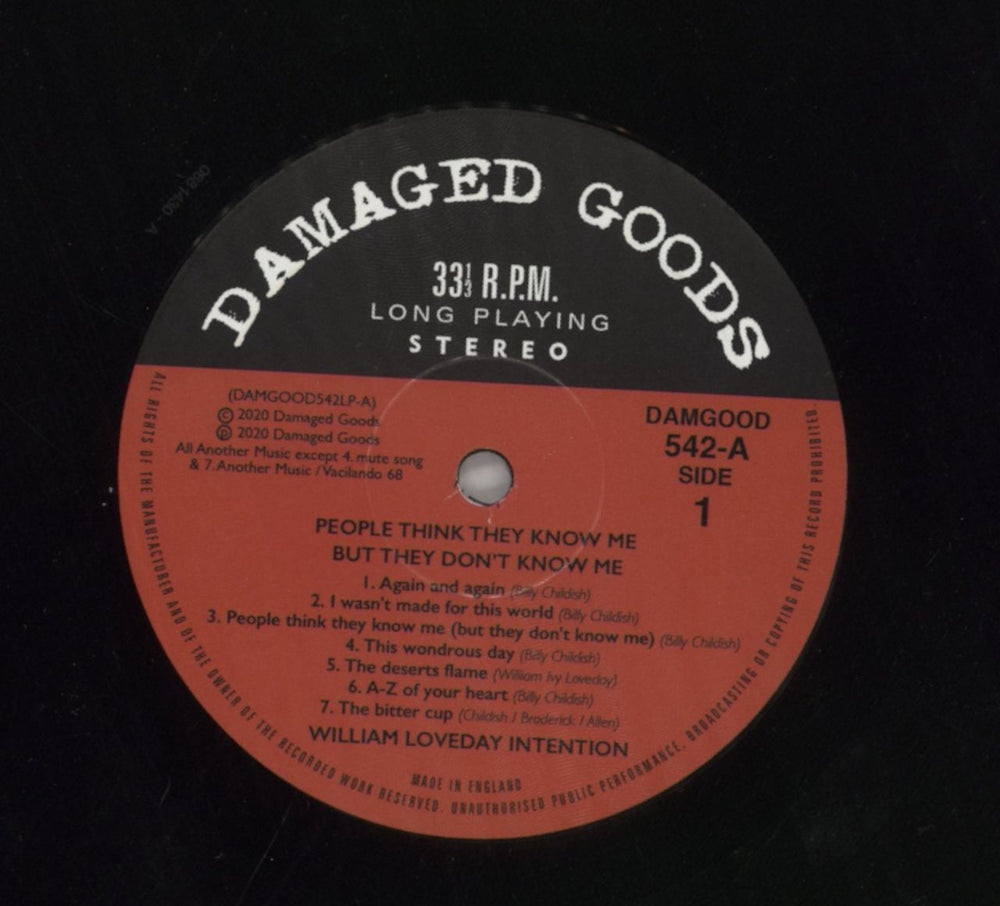 DAMAGED GOODS
33⅓ R.P.M.
LONG PLAYING
STEREO
(DAMGOOD542LP-A)
© 2020 Damaged Goods
℗ 2020 Damaged Goods
All Another Music except 4. mute song
& 7. Another Music / Vacilando 68
DAMGOOD
542-A
SIDE
1
PEOPLE THINK THEY KNOW ME
BUT THEY DON'T KNOW ME
1. Again and again (Billy Childish)
2. I wasn't made for this world (Billy Childish)
3. People think they know me (but they don't know me) (Billy Childish)
4. This wondrous day (Billy Childish)
5. The deserts flame (William Ivy Loveday)
6. A-Z of your heart (Billy Childish)
7. The bitter cup (Childish / Broderick / Allen)
WILLIAM LOVEDAY INTENTION
MADE IN ENGLAND
ALL RIGHTS OF THE MANUFACTURER AND OF THE OWNER OF THE RECORDED WORK RESERVED. UNAUTHORISED PUBLIC PERFORMANCE, BROADCASTING OR COPYING OF THIS RECORD PROHIBITED.